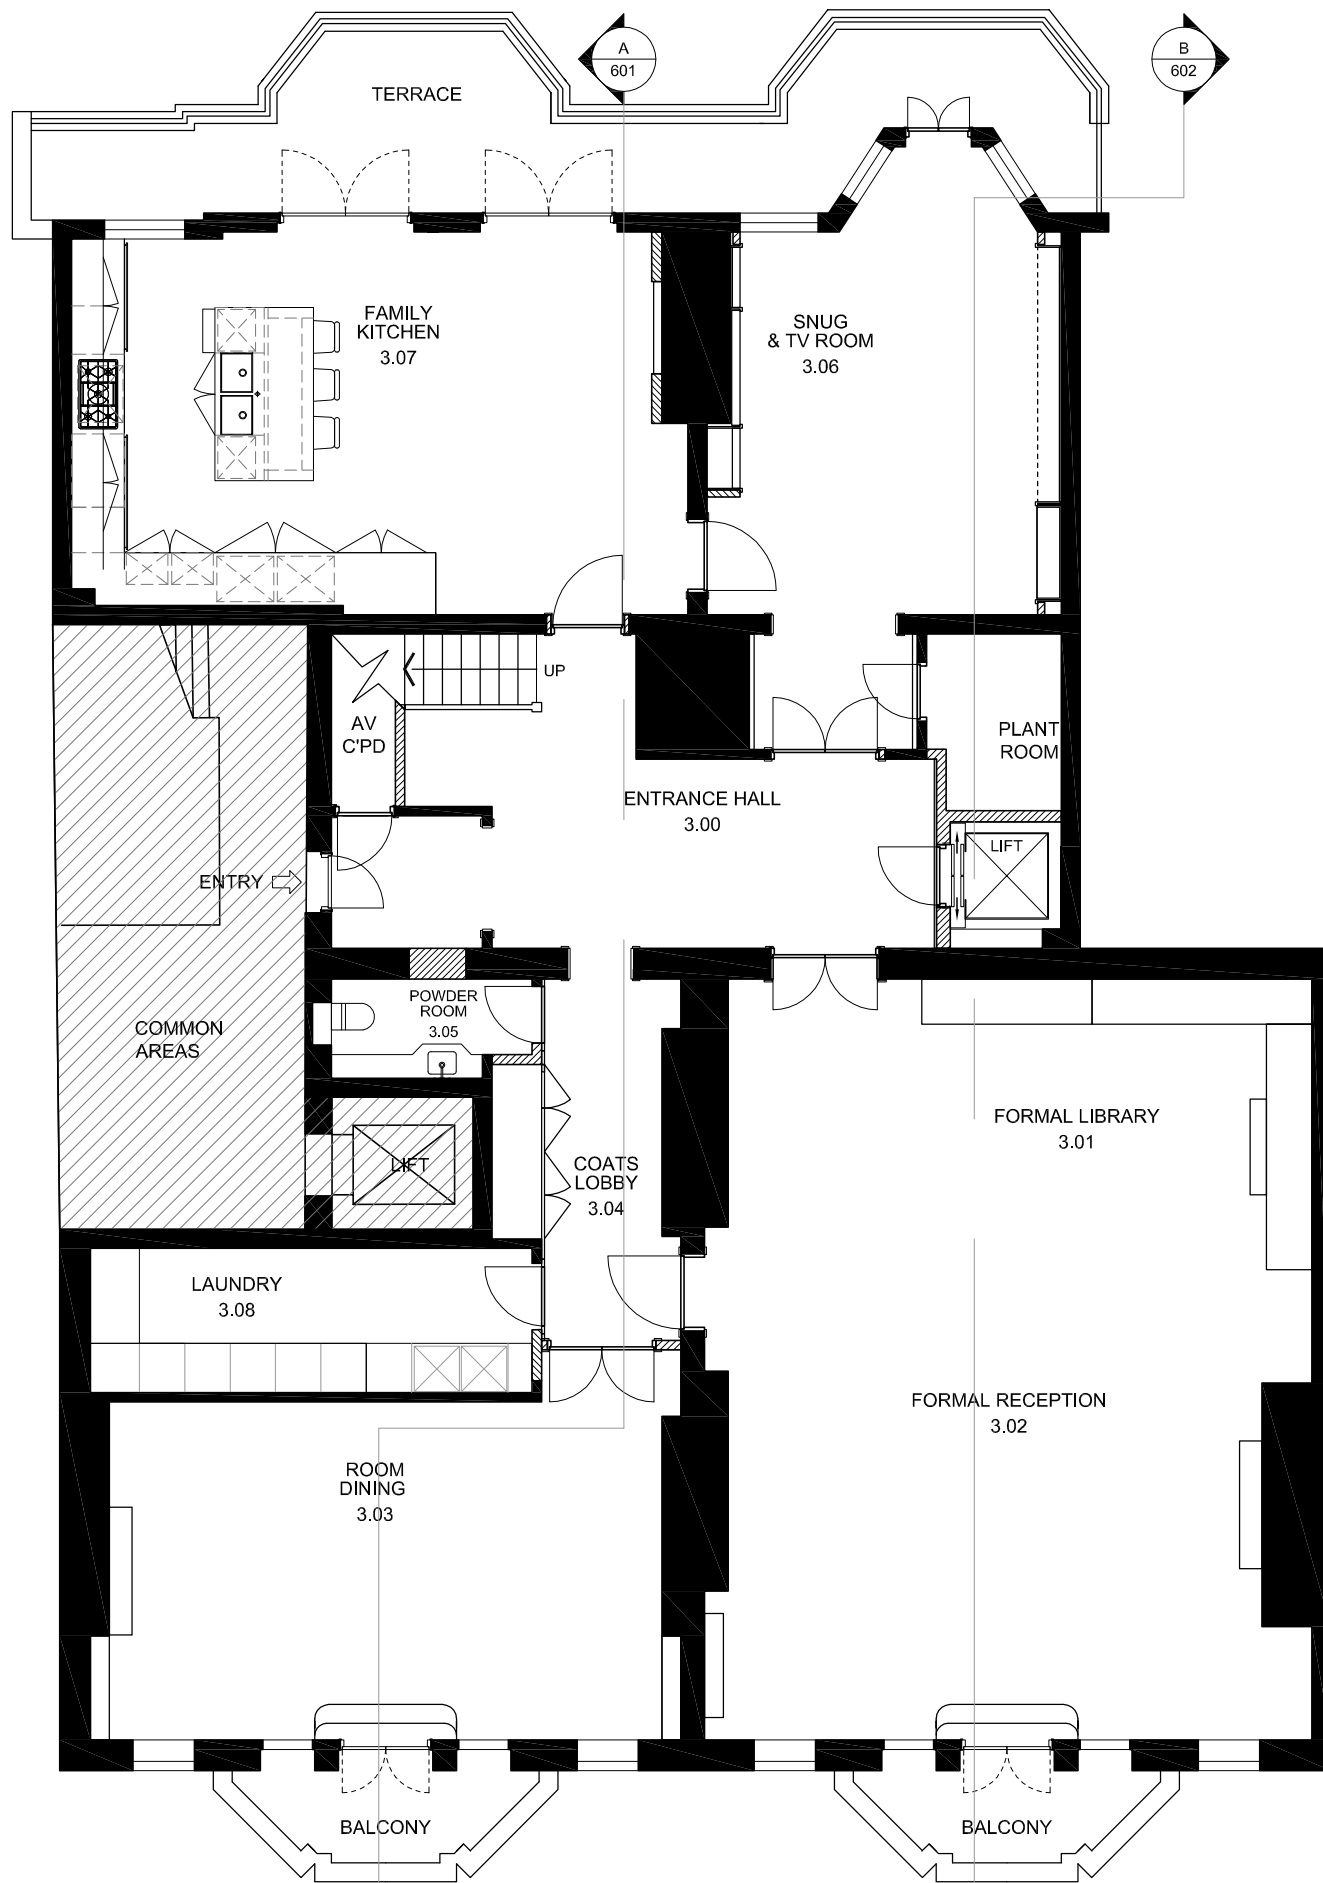 A
601
B
602
TERRACE
FAMILY
KITCHEN
3.07
SNUG
& TV ROOM
3.06
UP
AV
C'PD
PLANT
ROOM
ENTRANCE HALL
3.00
LIFT
ENTRY
POWDER
ROOM
3.05
COMMON
AREAS
FORMAL LIBRARY
3.01
LIFT
COATS
LOBBY
3.04
LAUNDRY
3.08
FORMAL RECEPTION
3.02
ROOM
DINING
3.03
BALCONY
BALCONY